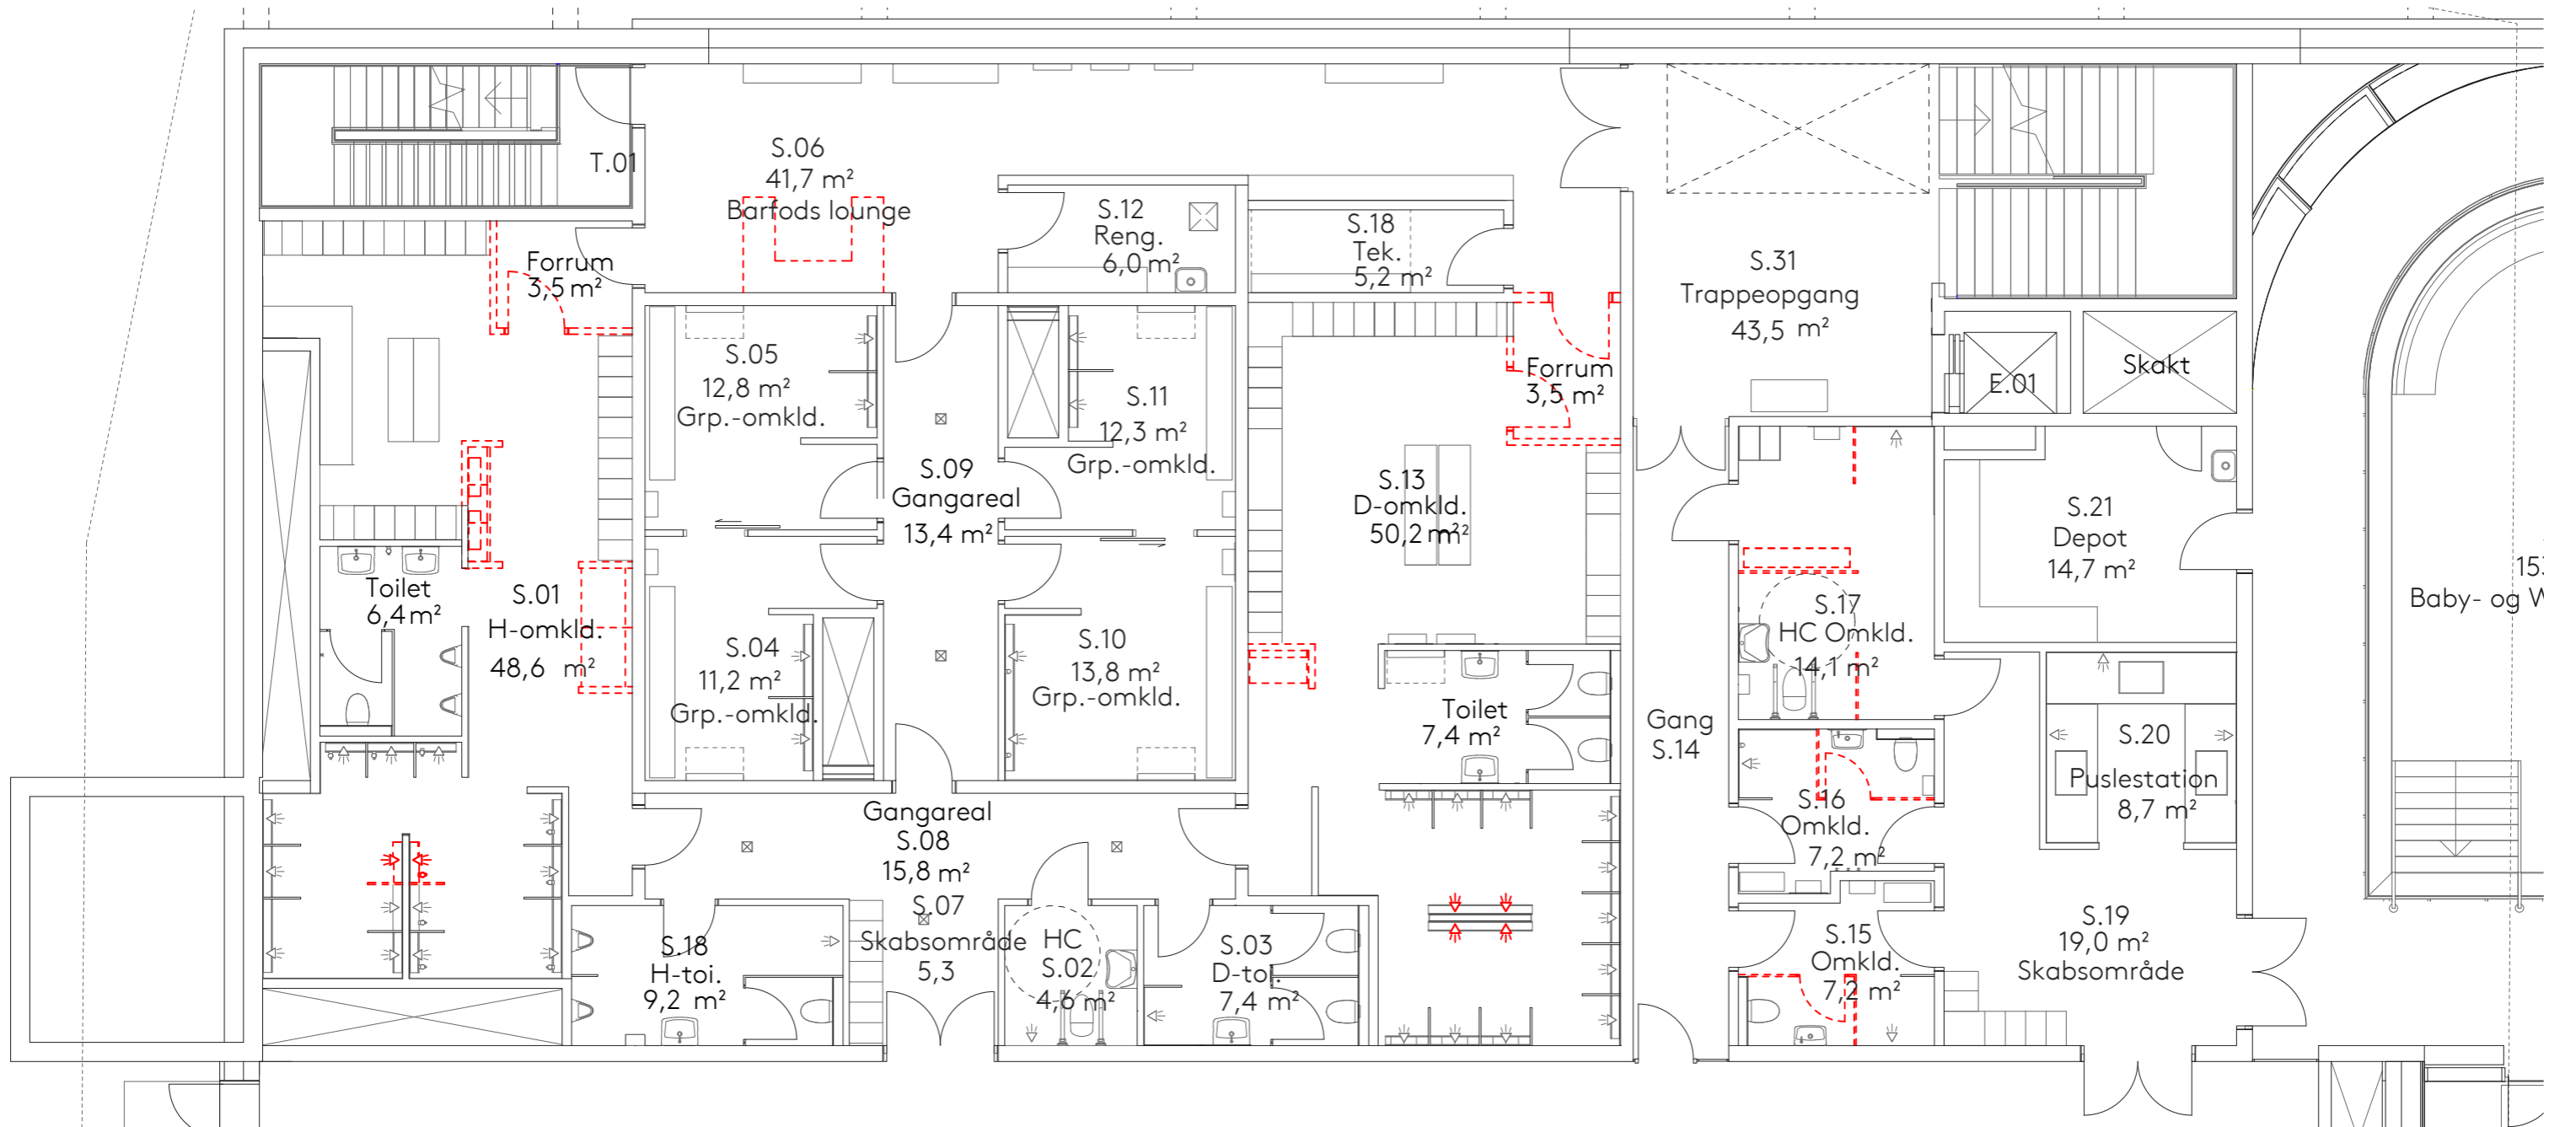 T.01
S.06
41,7 m²
Barfods lounge
S.12
Reng.
6,0 m²
S.18
Tek.
5,2 m²
S.31
Trappeopgang
43,5 m²
Forrum
3,5 m²
S.05
12,8 m²
Grp.-omkld.
S.11
12,3 m²
Grp.-omkld.
Forrum
3,5 m²
E.01
Skakt
S.09
Gangareal
13,4 m²
S.13
D-omkld.
50,2 m²
S.21
Depot
14,7 m²
Toilet
6,4 m²
S.01
H-omkld.
48,6 m²
S.04
11,2 m²
Grp.-omkld.
S.10
13,8 m²
Grp.-omkld.
S.17
HC Omkld.
14,1 m²
Baby- og
Toilet
7,4 m²
Gang
S.14
S.20
Puslestation
8,7 m²
Gangareal
S.08
15,8 m²
S.16
Omkld.
7,2 m²
S.07
Skabsområde
5,3
S.18
H-toi.
9,2 m²
HC
S.02
4,6 m²
S.03
D-toi.
7,4 m²
S.15
Omkld.
7,2 m²
S.19
19,0 m²
Skabsområde